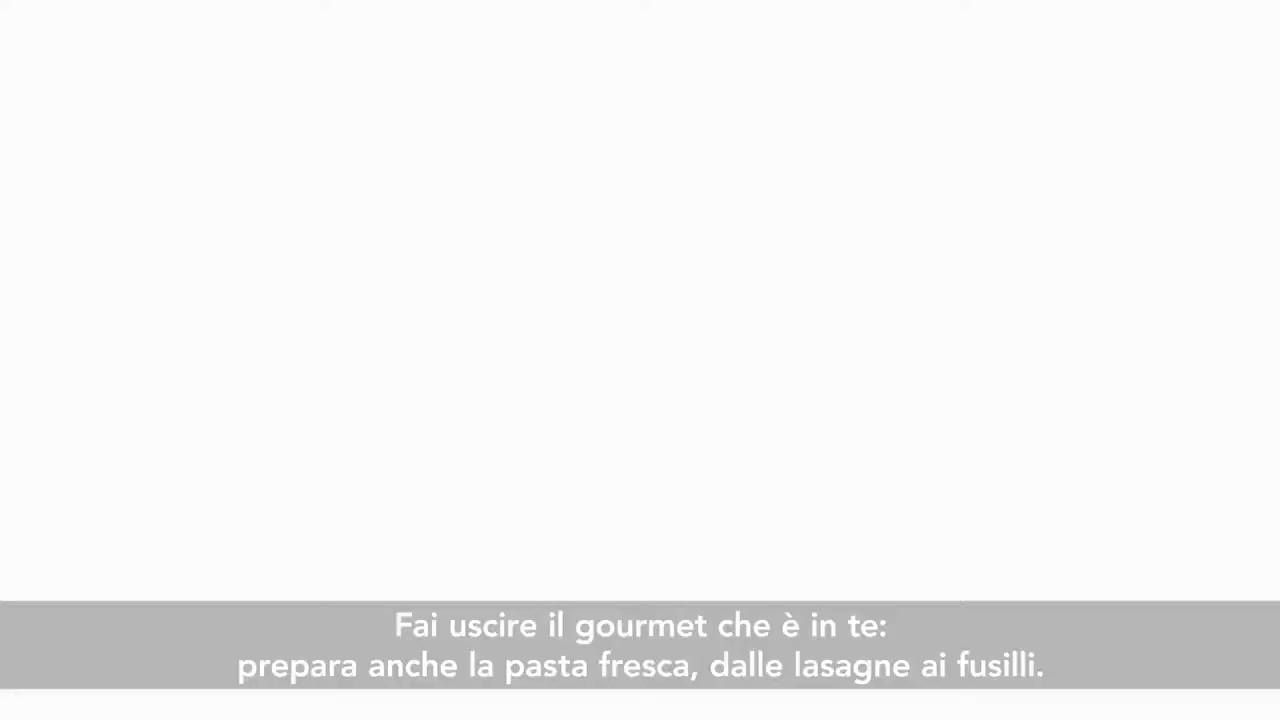 Fai uscire il gourmet che è in te:
prepara anche la pasta fresca, dalle lasagne ai fusilli.